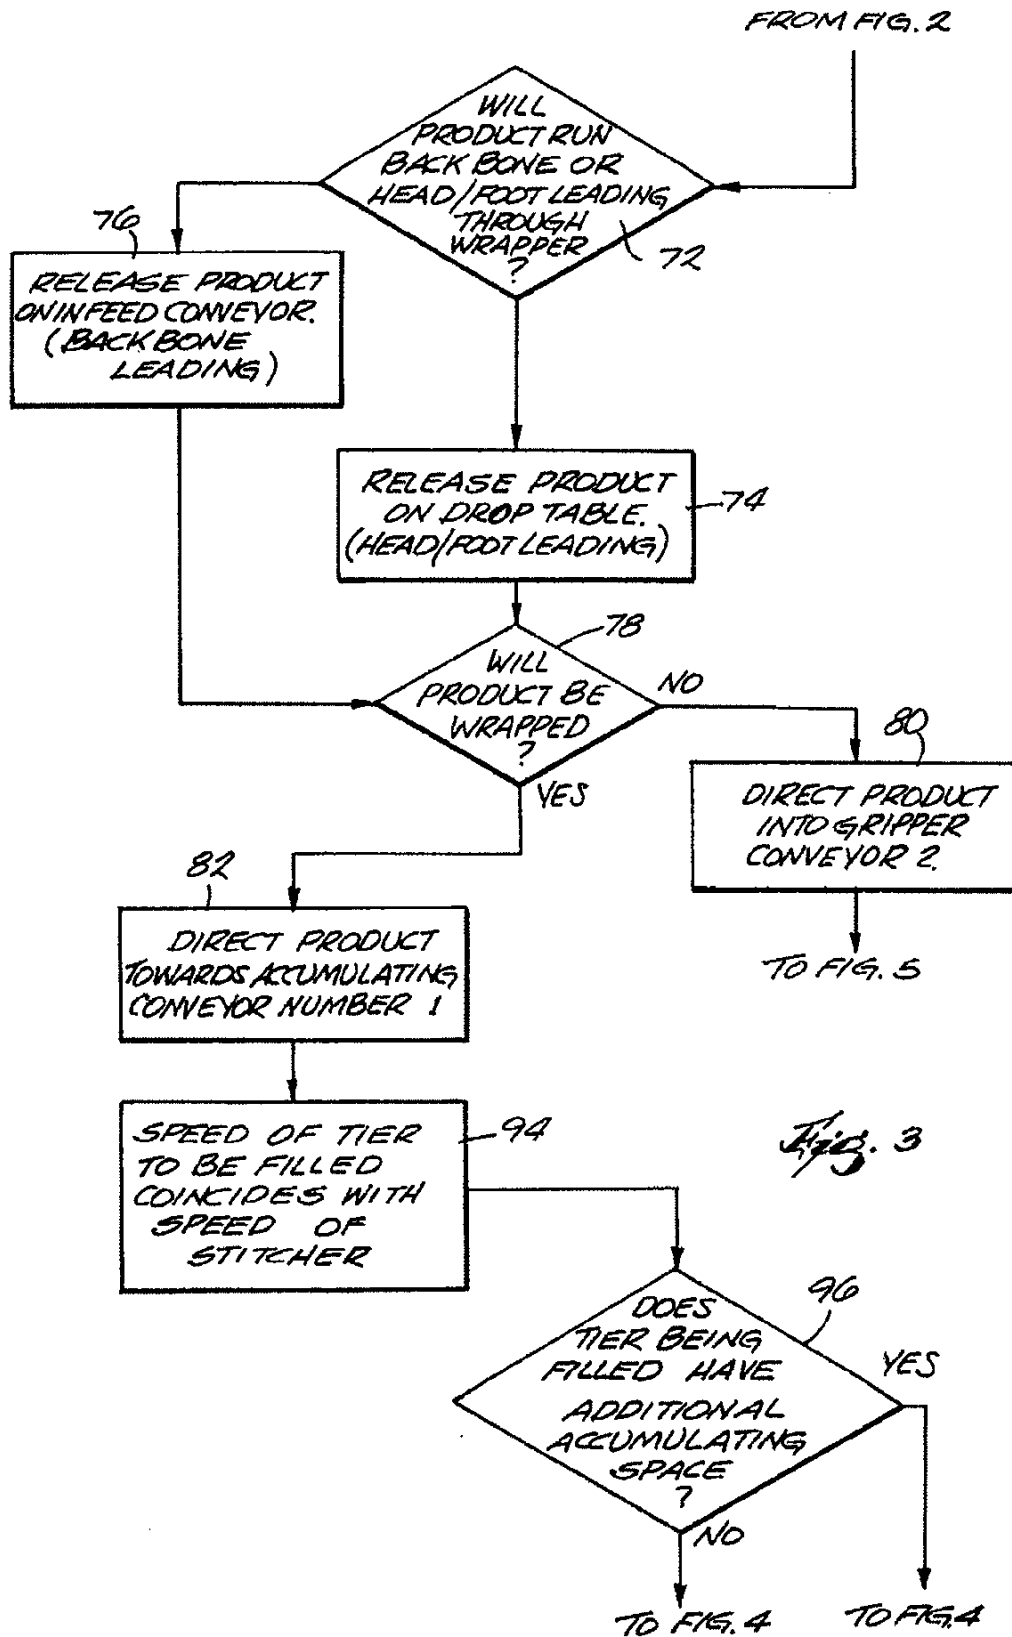 FROM FIG. 2
WILL
PRODUCT RUN
BACK BONE OR
HEAD/FOOT LEADING
THROUGH
WRAPPER
?
72
76
RELEASE PRODUCT
ON INFEED CONVEYOR.
(BACK BONE
LEADING)
RELEASE PRODUCT
ON DROP TABLE.
(HEAD/FOOT LEADING)
74
78
WILL
PRODUCT BE
WRAPPED
?
NO
YES
80
DIRECT PRODUCT
INTO GRIPPER
CONVEYOR 2.
TO FIG. 5
82
DIRECT PRODUCT
TOWARDS ACCUMULATING
CONVEYOR NUMBER 1
SPEED OF TIER
TO BE FILLED
COINCIDES WITH
SPEED OF
STITCHER
94
Fig. 3
96
DOES
TIER BEING
FILLED HAVE
ADDITIONAL
ACCUMULATING
SPACE
?
YES
NO
TO FIG. 4
TO FIG. 4